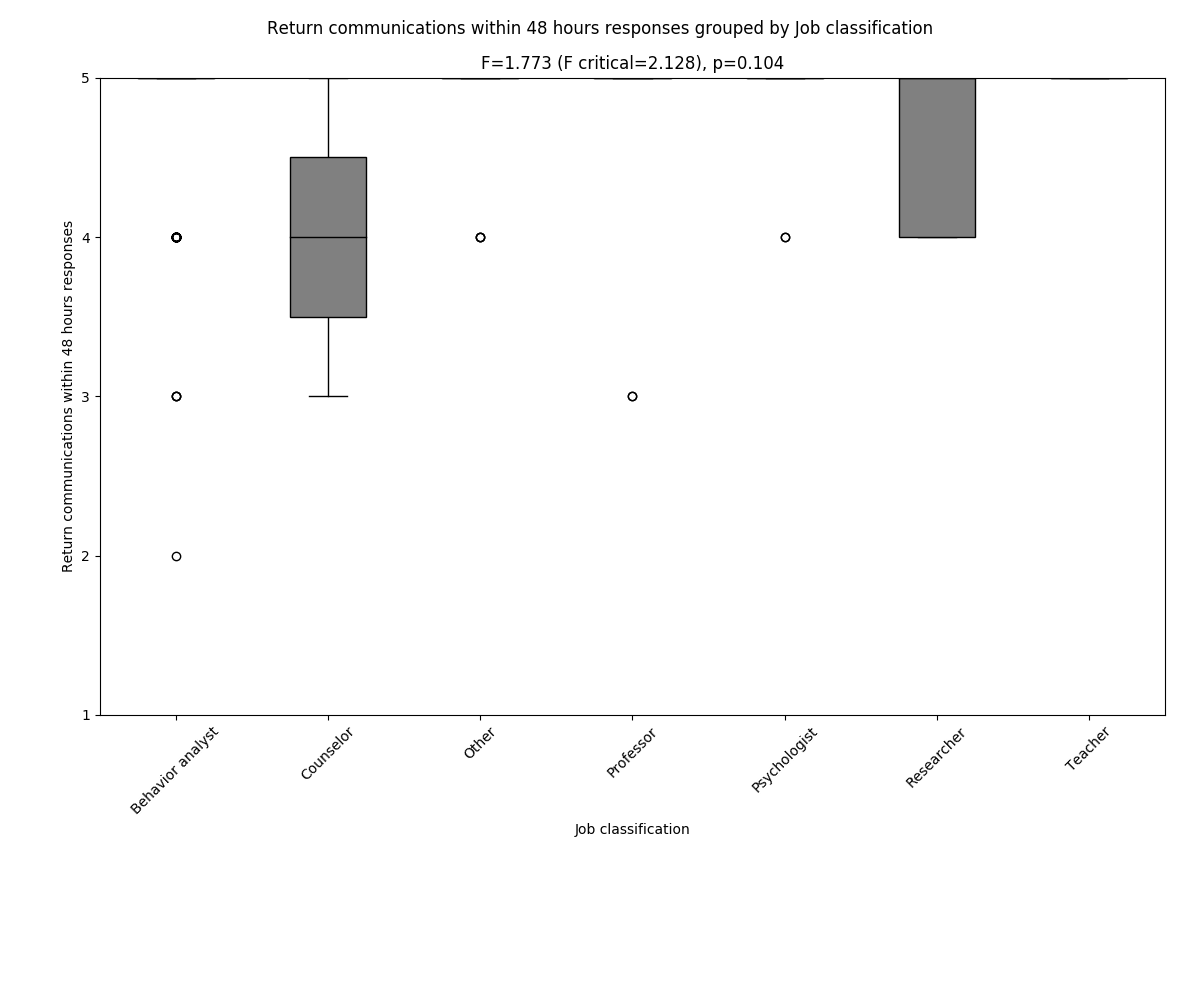 Return communications within 48 hours responses grouped by Job classification
F=1.773 (F critical=2.128), p=0.104
Return communications within 48 hours responses
5
4
3
2
1
Behavior analyst
Counselor
Other
Professor
Psychologist
Researcher
Teacher
Job classification